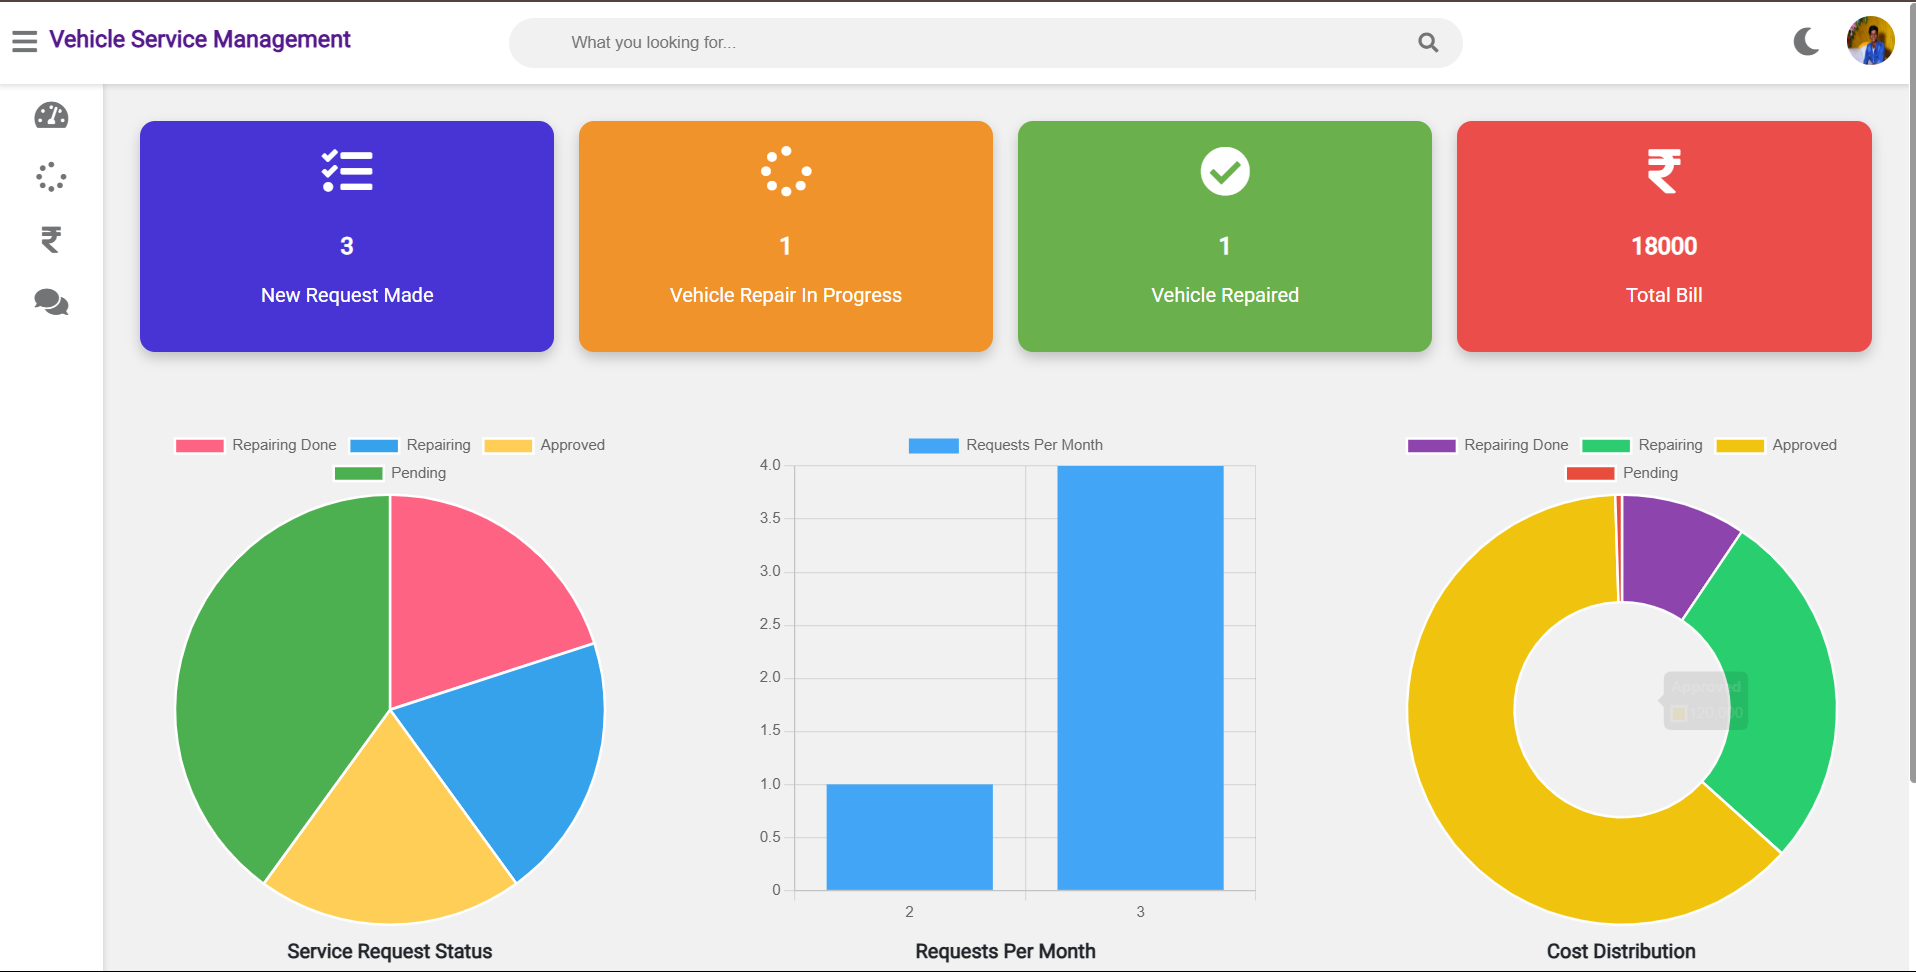 Vehicle Service Management
What you looking for...
3
New Request Made
1
Vehicle Repair In Progress
1
Vehicle Repaired
18000
Total Bill
Repairing Done Repairing Approved
Pending
Service Request Status
Requests Per Month
4.0
3.5
3.0
2.5
2.0
1.5
1.0
0.5
0
2 3
Requests Per Month
Repairing Done Repairing Approved
Pending
Approved
Cost Distribution